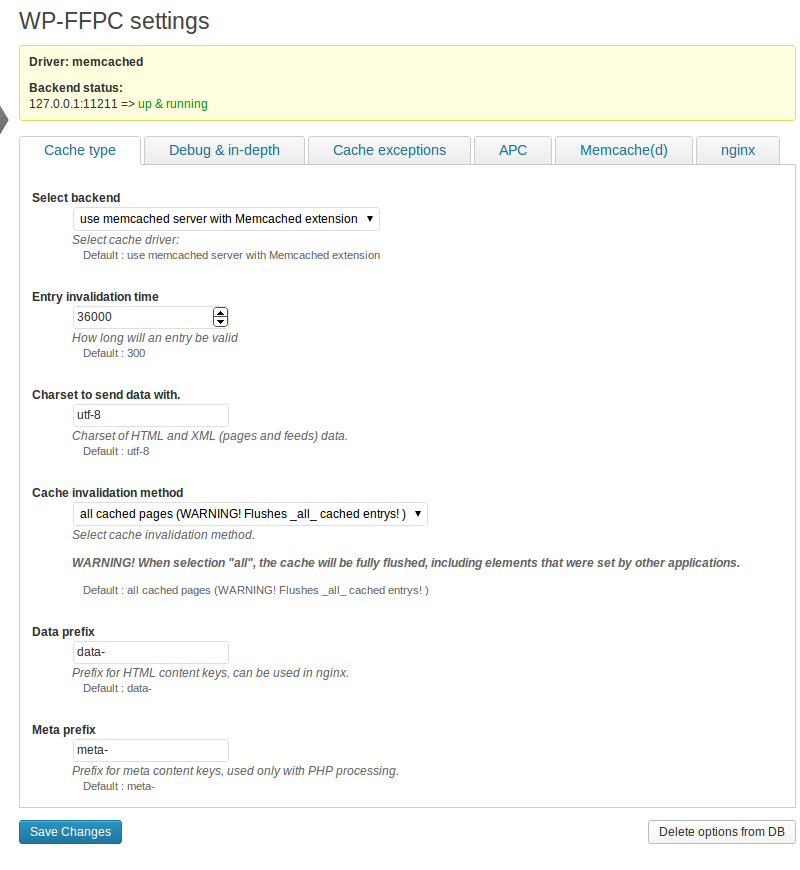 WP-FFPC settings
Driver: memcached
Backend status:
127.0.0.1:11211 => up & running
Cache type Debug & in-depth Cache exceptions APC Memcache(d) nginx
Select backend
use memcached server with Memcached extension
Select cache driver:
Default : use memcached server with Memcached extension
Entry invalidation time
36000
How long will an entry be valid
Default : 300
Charset to send data with.
utf-8
Charset of HTML and XML (pages and feeds) data.
Default : utf-8
Cache invalidation method
all cached pages (WARNING! Flushes _all_ cached entrys! )
Select cache invalidation method.
WARNING! When selection "all", the cache will be fully flushed, including elements that were set by other applications.
Default : all cached pages (WARNING! Flushes _all_ cached entrys! )
Data prefix
data-
Prefix for HTML content keys, can be used in nginx.
Default : data-
Meta prefix
meta-
Prefix for meta content keys, used only with PHP processing.
Default : meta-
Save Changes Delete options from DB